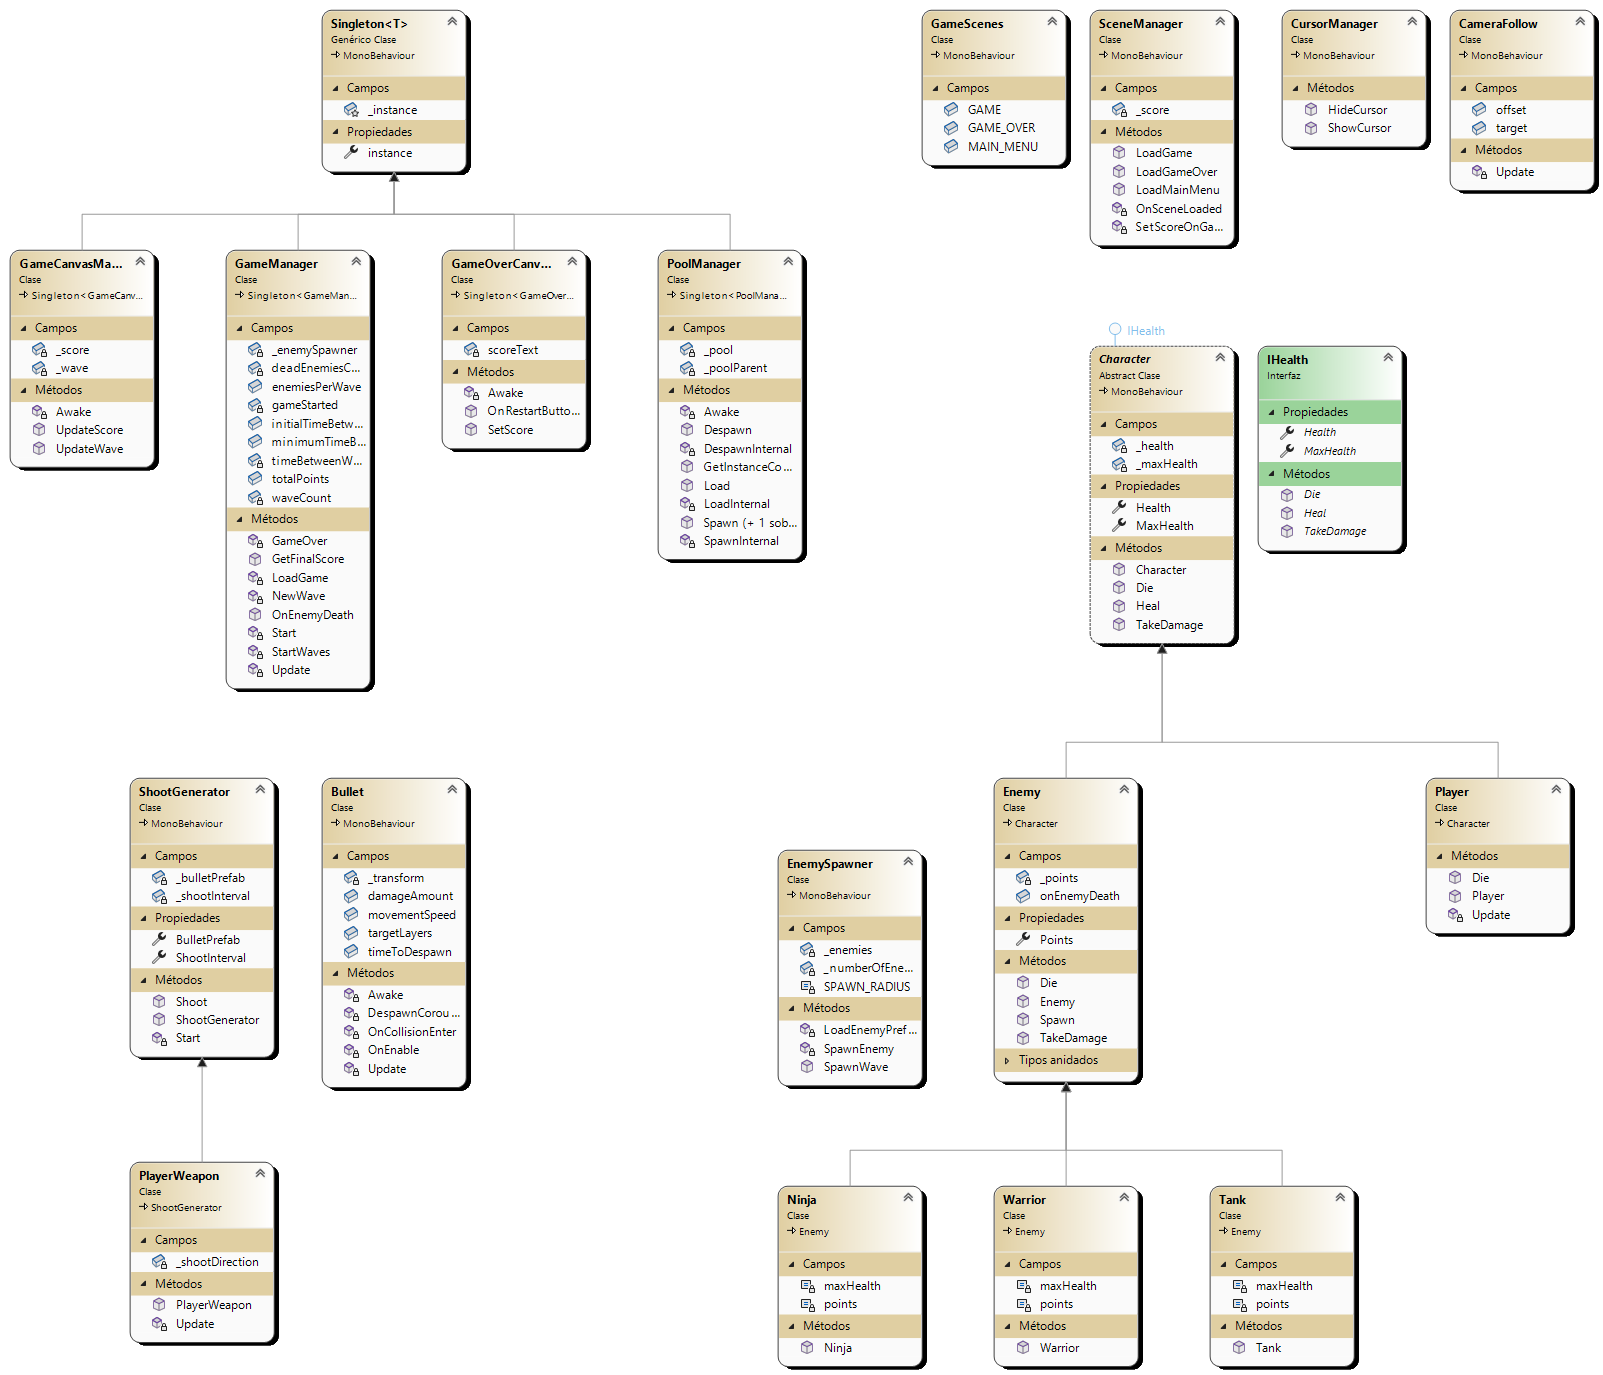 Singleton<T>
Genérico Clase
MonoBehaviour
Campos
_instance
Propiedades
instance
GameScenes
Clase
MonoBehaviour
Campos
GAME
GAME_OVER
MAIN_MENU
SceneManager
Clase
MonoBehaviour
Campos
_score
Métodos
LoadGame
LoadGameOver
LoadMainMenu
OnSceneLoaded
SetScoreOnGa...
CursorManager
Clase
MonoBehaviour
Métodos
HideCursor
ShowCursor
CameraFollow
Clase
MonoBehaviour
Campos
offset
target
Métodos
Update
GameCanvasMa...
Clase
Singleton<GameCanv...
Campos
_score
_wave
Métodos
Awake
UpdateScore
UpdateWave
GameManager
Clase
Singleton<GameMan...
Campos
_enemySpawner
deadEnemiesC...
enemiesPerWave
gameStarted
initialTimeBetw...
minimumTimeB...
timeBetweenW...
totalPoints
waveCount
Métodos
GameOver
GetFinalScore
LoadGame
NewWave
OnEnemyDeath
Start
StartWaves
Update
GameOverCanv...
Clase
Singleton<GameOver...
Campos
scoreText
Métodos
Awake
OnRestartButto...
SetScore
PoolManager
Clase
Singleton<PoolMana...
Campos
_pool
_poolParent
Métodos
Awake
Despawn
DespawnInternal
GetInstanceCo...
Load
LoadInternal
Spawn (+ 1 sob...
SpawnInternal
IHealth
Character
Abstract Clase
MonoBehaviour
Campos
_health
_maxHealth
Propiedades
Health
MaxHealth
Métodos
Character
Die
Heal
TakeDamage
IHealth
Interfaz
Propiedades
Health
MaxHealth
Métodos
Die
Heal
TakeDamage
ShootGenerator
Clase
MonoBehaviour
Campos
_bulletPrefab
_shootInterval
Propiedades
BulletPrefab
ShootInterval
Métodos
Shoot
ShootGenerator
Start
Bullet
Clase
MonoBehaviour
Campos
_transform
damageAmount
movementSpeed
targetLayers
timeToDespawn
Métodos
Awake
DespawnCorou...
OnCollisionEnter
OnEnable
Update
EnemySpawner
Clase
MonoBehaviour
Campos
_enemies
_numberOfEne...
SPAWN_RADIUS
Métodos
LoadEnemyPref...
SpawnEnemy
SpawnWave
Enemy
Clase
Character
Campos
_points
onEnemyDeath
Propiedades
Points
Métodos
Die
Enemy
Spawn
TakeDamage
Tipos anidados
Player
Clase
Character
Métodos
Die
Player
Update
PlayerWeapon
Clase
ShootGenerator
Campos
_shootDirection
Métodos
PlayerWeapon
Update
Ninja
Clase
Enemy
Campos
maxHealth
points
Métodos
Ninja
Warrior
Clase
Enemy
Campos
maxHealth
points
Métodos
Warrior
Tank
Clase
Enemy
Campos
maxHealth
points
Métodos
Tank